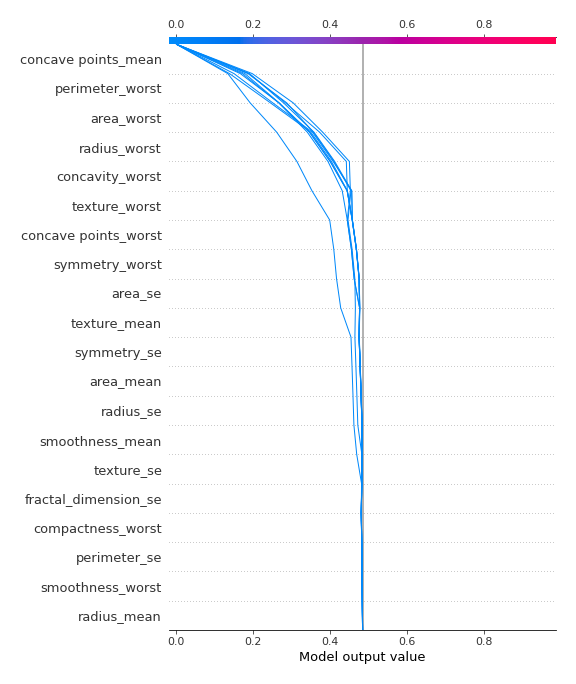 0.0 0.2 0.4 0.6 0.8
concave points_mean
perimeter_worst
area_worst
radius_worst
concavity_worst
texture_worst
concave points_worst
symmetry_worst
area_se
texture_mean
symmetry_se
area_mean
radius_se
smoothness_mean
texture_se
fractal_dimension_se
compactness_worst
perimeter_se
smoothness_worst
radius_mean
0.0 0.2 0.4 0.6 0.8
Model output value